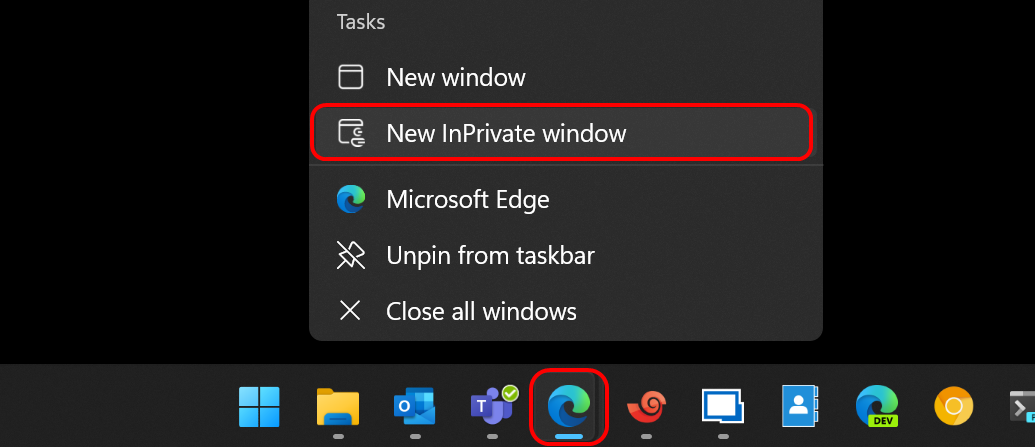 Tasks
New window
New InPrivate window
Microsoft Edge
Unpin from taskbar
Close all windows
O
T
DEV